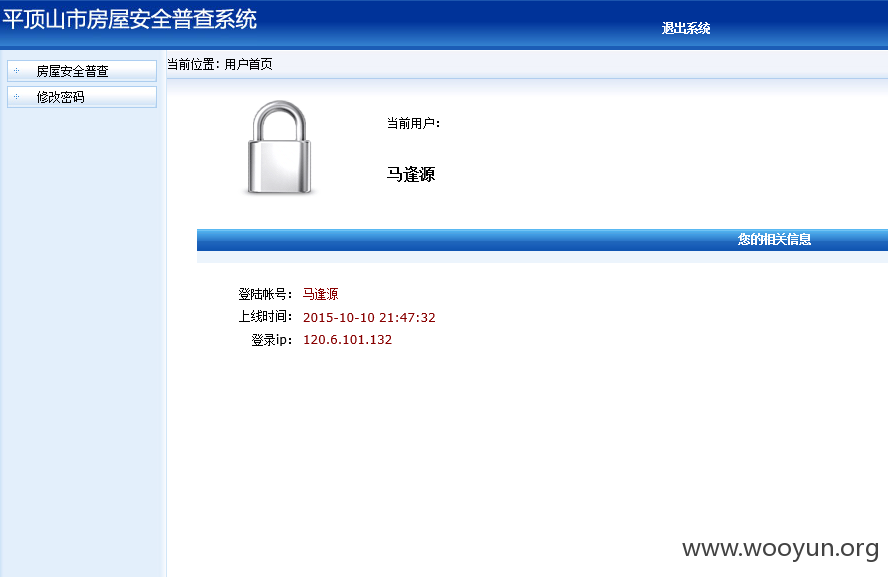 平顶山市房屋安全普查系统
退出系统
房屋安全普查
修改密码
当前位置：用户首页
当前用户：
马逢源
您的相关信息
登陆帐号：马逢源
上线时间：2015-10-10 21:47:32
登录ip：120.6.101.132
www.wooyun.org